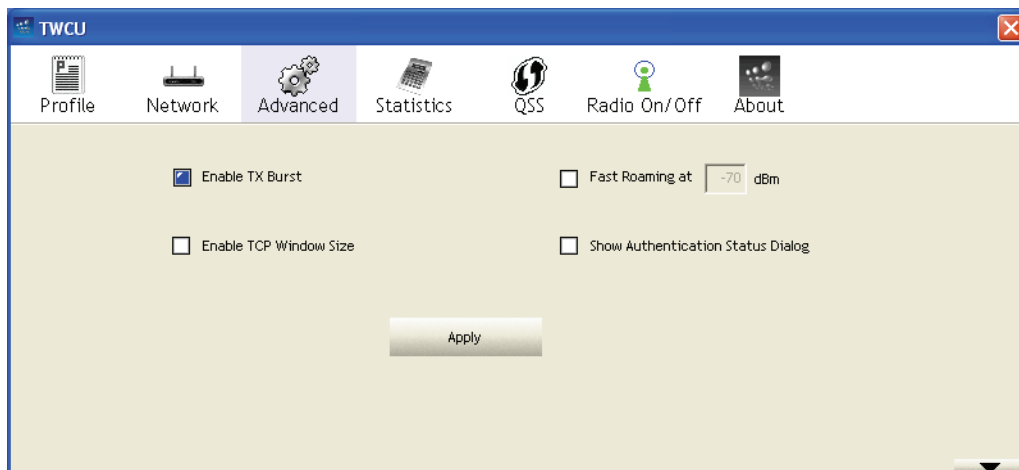 TWCU
Profile Network Advanced Statistics QSS Radio On/Off About
Enable TX Burst Fast Roaming at -70 dBm
Enable TCP Window Size Show Authentication Status Dialog
Apply